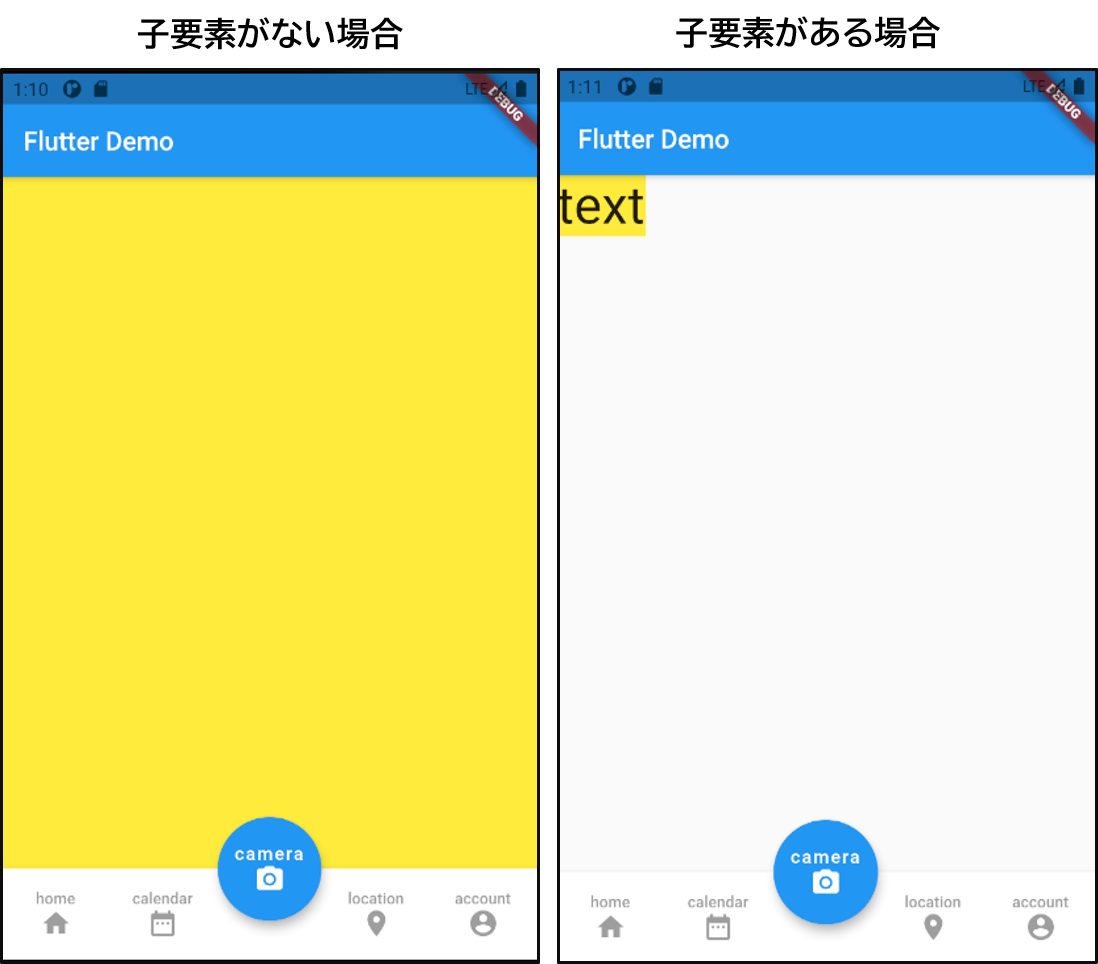 子要素がない場合
1:10
LTE
DEBUG
Flutter Demo
camera
home
calendar
location
account
子要素がある場合
1:11
LTE
DEBUG
Flutter Demo
text
camera
home
calendar
location
account